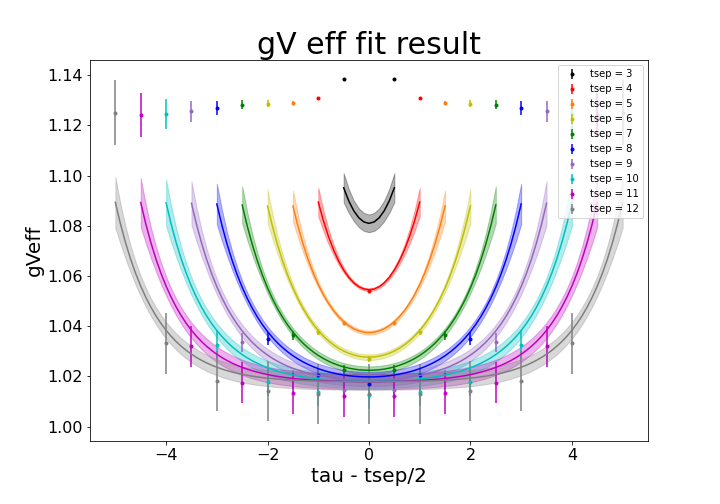 gV eff fit result
gVeff
1.14
1.12
1.10
1.08
1.06
1.04
1.02
1.00
tsep = 3
tsep = 4
tsep = 5
tsep = 6
tsep = 7
tsep = 8
tsep = 9
tsep = 10
tsep = 11
tsep = 12
−4 −2 0 2 4
tau - tsep/2